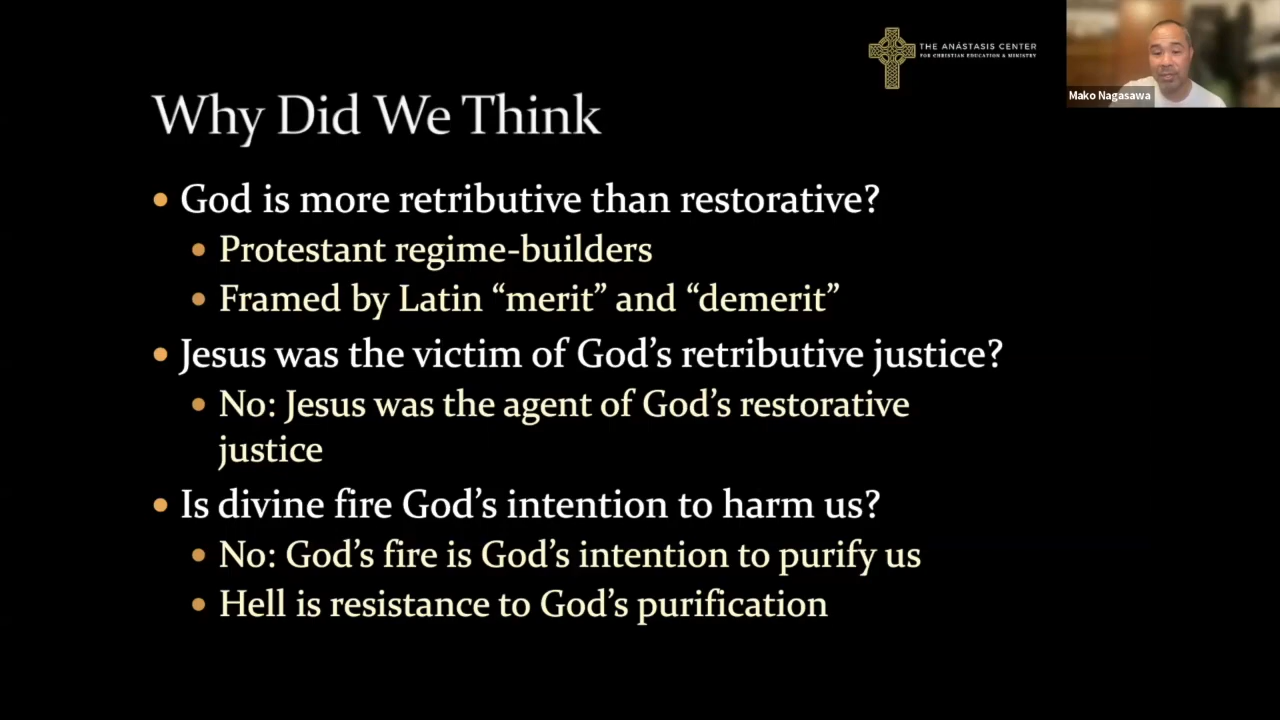 THE ANÁSTASIS CENTER
FOR CHRISTIAN EDUCATION & MINISTRY
Mako Nagasawa
Why Did We Think
• God is more retributive than restorative?
• Protestant regime-builders
• Framed by Latin “merit” and “demerit”
• Jesus was the victim of God’s retributive justice?
• No: Jesus was the agent of God’s restorative
justice
• Is divine fire God’s intention to harm us?
• No: God’s fire is God’s intention to purify us
• Hell is resistance to God’s purification